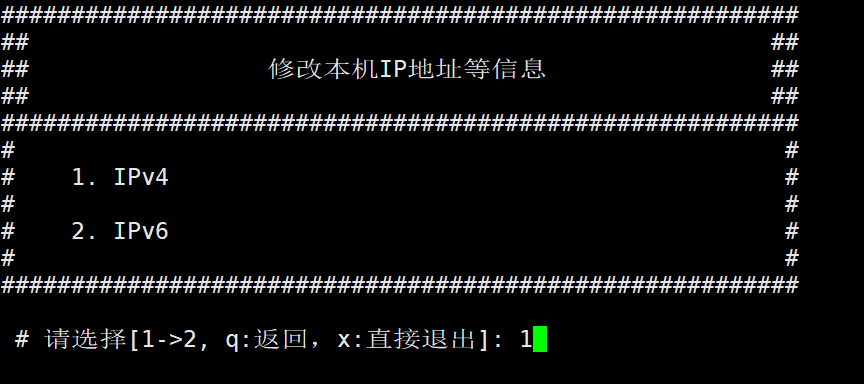 #########################################################
##                                                     ##
##                 修改本机IP地址等信息                ##
##                                                     ##
#########################################################
#                                                       #
#    1. IPv4                                            #
#                                                       #
#    2. IPv6                                            #
#                                                       #
#########################################################
# 请选择[1->2, q:返回，x:直接退出]: 1